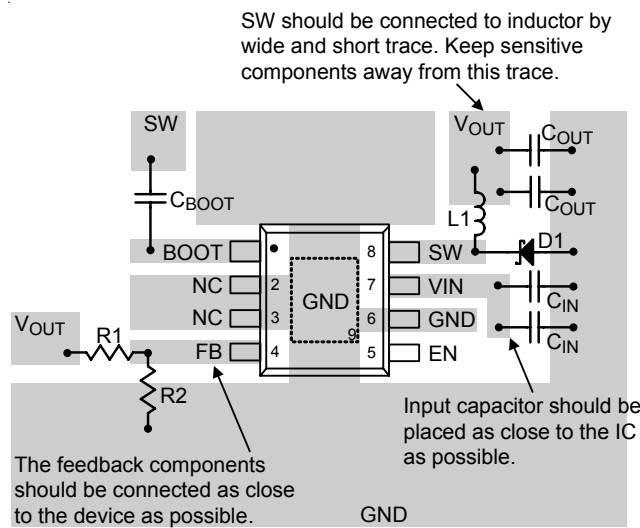 SW should be connected to inductor by
wide and short trace. Keep sensitive
components away from this trace.
SW
VOUT
COUT
CBOOT
COUT
L1
D1
BOOT
8
SW
NC
2
7
VIN
CIN
GND
NC
3
6
GND
9
CIN
VOUT
R1
FB
4
5
EN
R2
Input capacitor should be
placed as close to the IC
as possible.
The feedback components
should be connected as close
to the device as possible.
GND